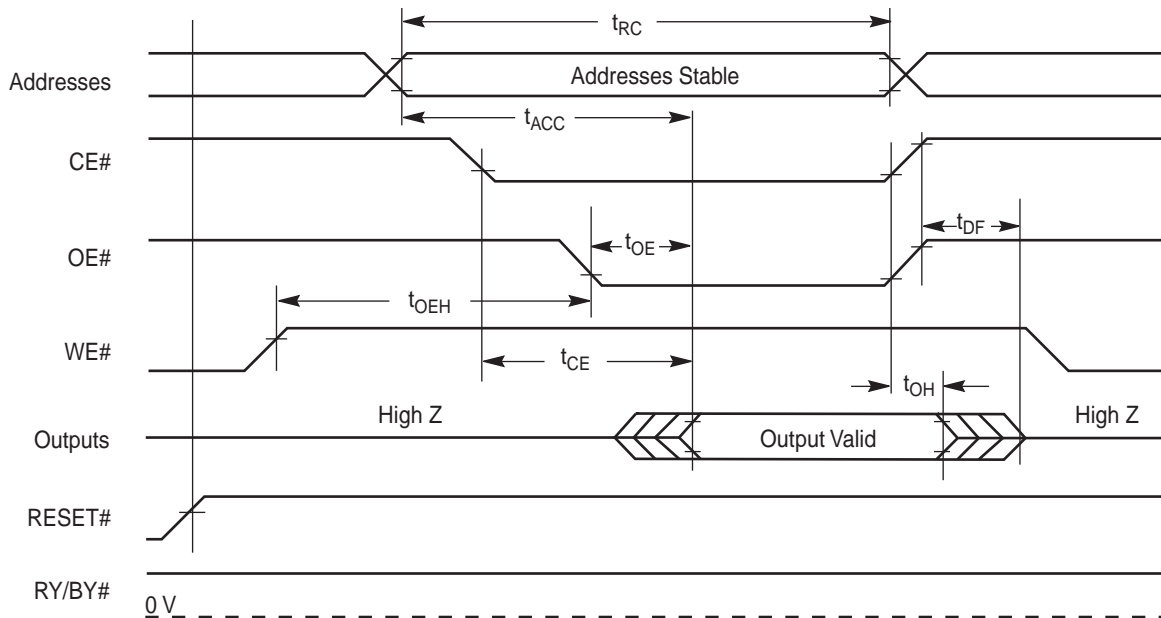 tRC
Addresses
Addresses Stable
tACC
CE#
OE#
tOE
tDF
tOEH
WE#
tCE
tOH
High Z
High Z
Outputs
Output Valid
RESET#
RY/BY#
0 V